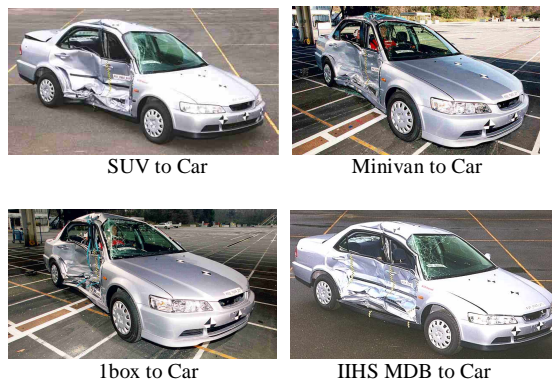 SUV to Car
Minivan to Car
1box to Car
IIHS MDB to Car